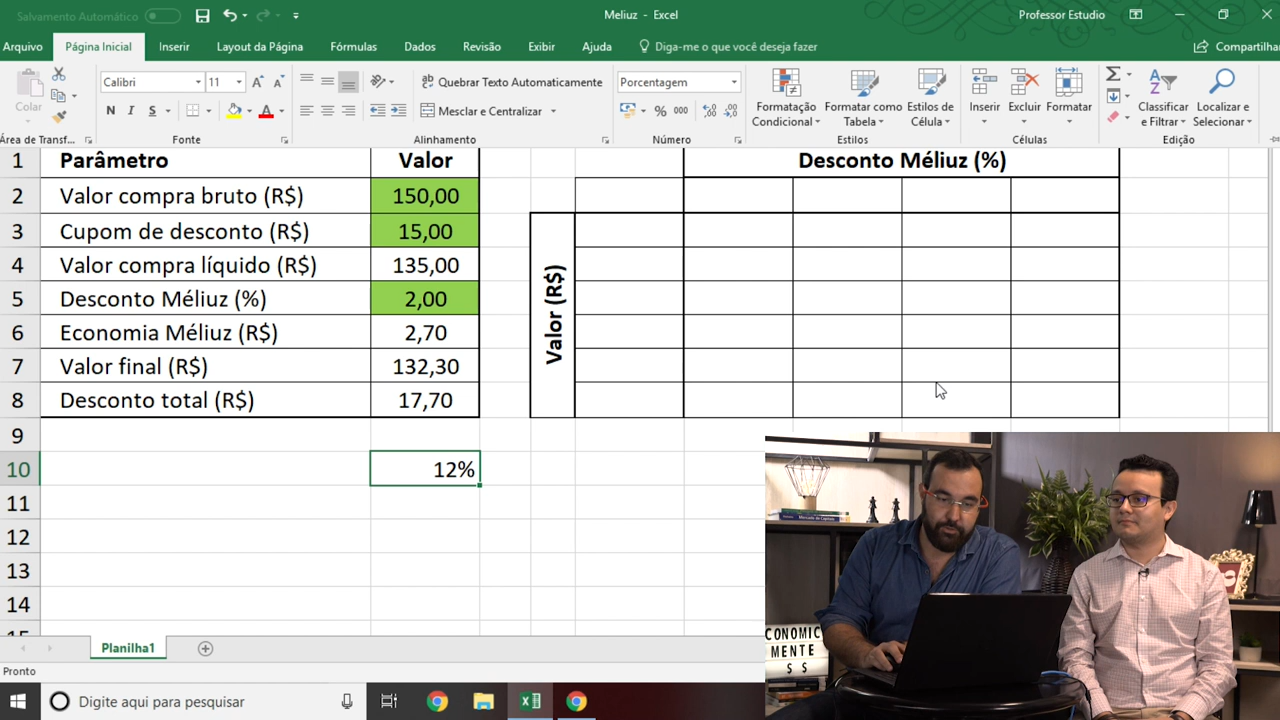 Salvamento Automático
Meliuz - Excel
Professor Estudio
Arquivo
Página Inicial
Inserir
Layout da Página
Fórmulas
Dados
Revisão
Exibir
Ajuda
Diga-me o que você deseja fazer
Compartilhar
Colar
Calibri
11
Quebrar Texto Automaticamente
Porcentagem
Formatação Condicional
Formatar como Tabela
Estilos de Célula
Inserir
Excluir
Formatar
Classificar e Filtrar
Localizar e Selecionar
N I S
Mesclar e Centralizar
% 000
Área de Transf...
Fonte
Alinhamento
Número
Estilos
Células
Edição
1 Parâmetro Valor
Desconto Méliuz (%)
2 Valor compra bruto (R$) 150,00
3 Cupom de desconto (R$) 15,00
4 Valor compra líquido (R$) 135,00
5 Desconto Méliuz (%) 2,00
6 Economia Méliuz (R$) 2,70
7 Valor final (R$) 132,30
8 Desconto total (R$) 17,70
Valor (R$)
9
10 12%
11
12
13
14
15
Planilha1
Pronto
Digite aqui para pesquisar
ECONOMIC
MENTE
$ $